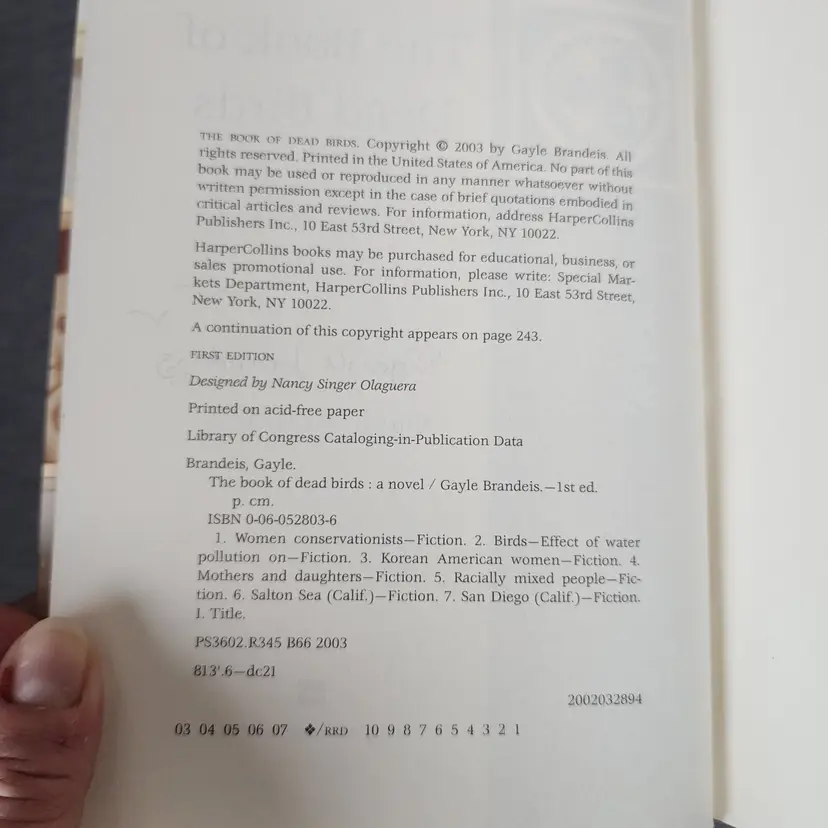 THE BOOK OF DEAD BIRDS. Copyright © 2003 by Gayle Brandeis. All
rights reserved. Printed in the United States of America. No part of this
book may be used or reproduced in any manner whatsoever without
written permission except in the case of brief quotations embodied in
critical articles and reviews. For information, address HarperCollins
Publishers Inc., 10 East 53rd Street, New York, NY 10022.
HarperCollins books may be purchased for educational, business, or
sales promotional use. For information, please write: Special Mar-
kets Department, HarperCollins Publishers Inc., 10 East 53rd Street,
New York, NY 10022.
A continuation of this copyright appears on page 243.
FIRST EDITION
Designed by Nancy Singer Olaguera
Printed on acid-free paper
Library of Congress Cataloging-in-Publication Data
Brandeis, Gayle.
The book of dead birds : a novel / Gayle Brandeis.—1st ed.
p. cm.
ISBN 0-06-052803-6
1. Women conservationists—Fiction. 2. Birds—Effect of water
pollution on—Fiction. 3. Korean American women—Fiction. 4.
Mothers and daughters—Fiction. 5. Racially mixed people—Fic-
tion. 6. Salton Sea (Calif.)—Fiction. 7. San Diego (Calif.)—Fiction.
I. Title.
PS3602.R345 B66 2003
813'.6—dc21
2002032894
03 04 05 06 07 ❖/RRD 10 9 8 7 6 5 4 3 2 1